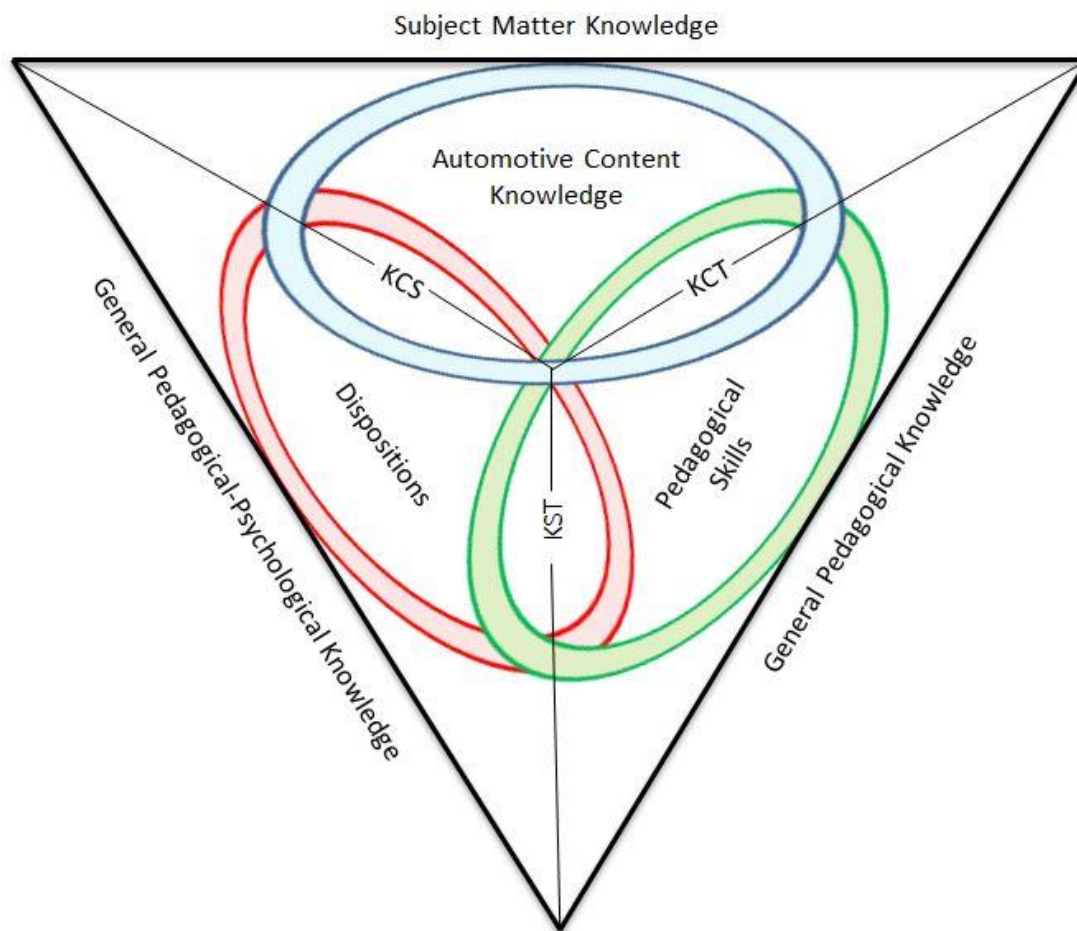 Subject Matter Knowledge
Automotive Content
Knowledge
KCS
KCT
General Pedagogical-Psychological Knowledge
Dispositions
Pedagogical
Skills
General Pedagogical Knowledge
KST